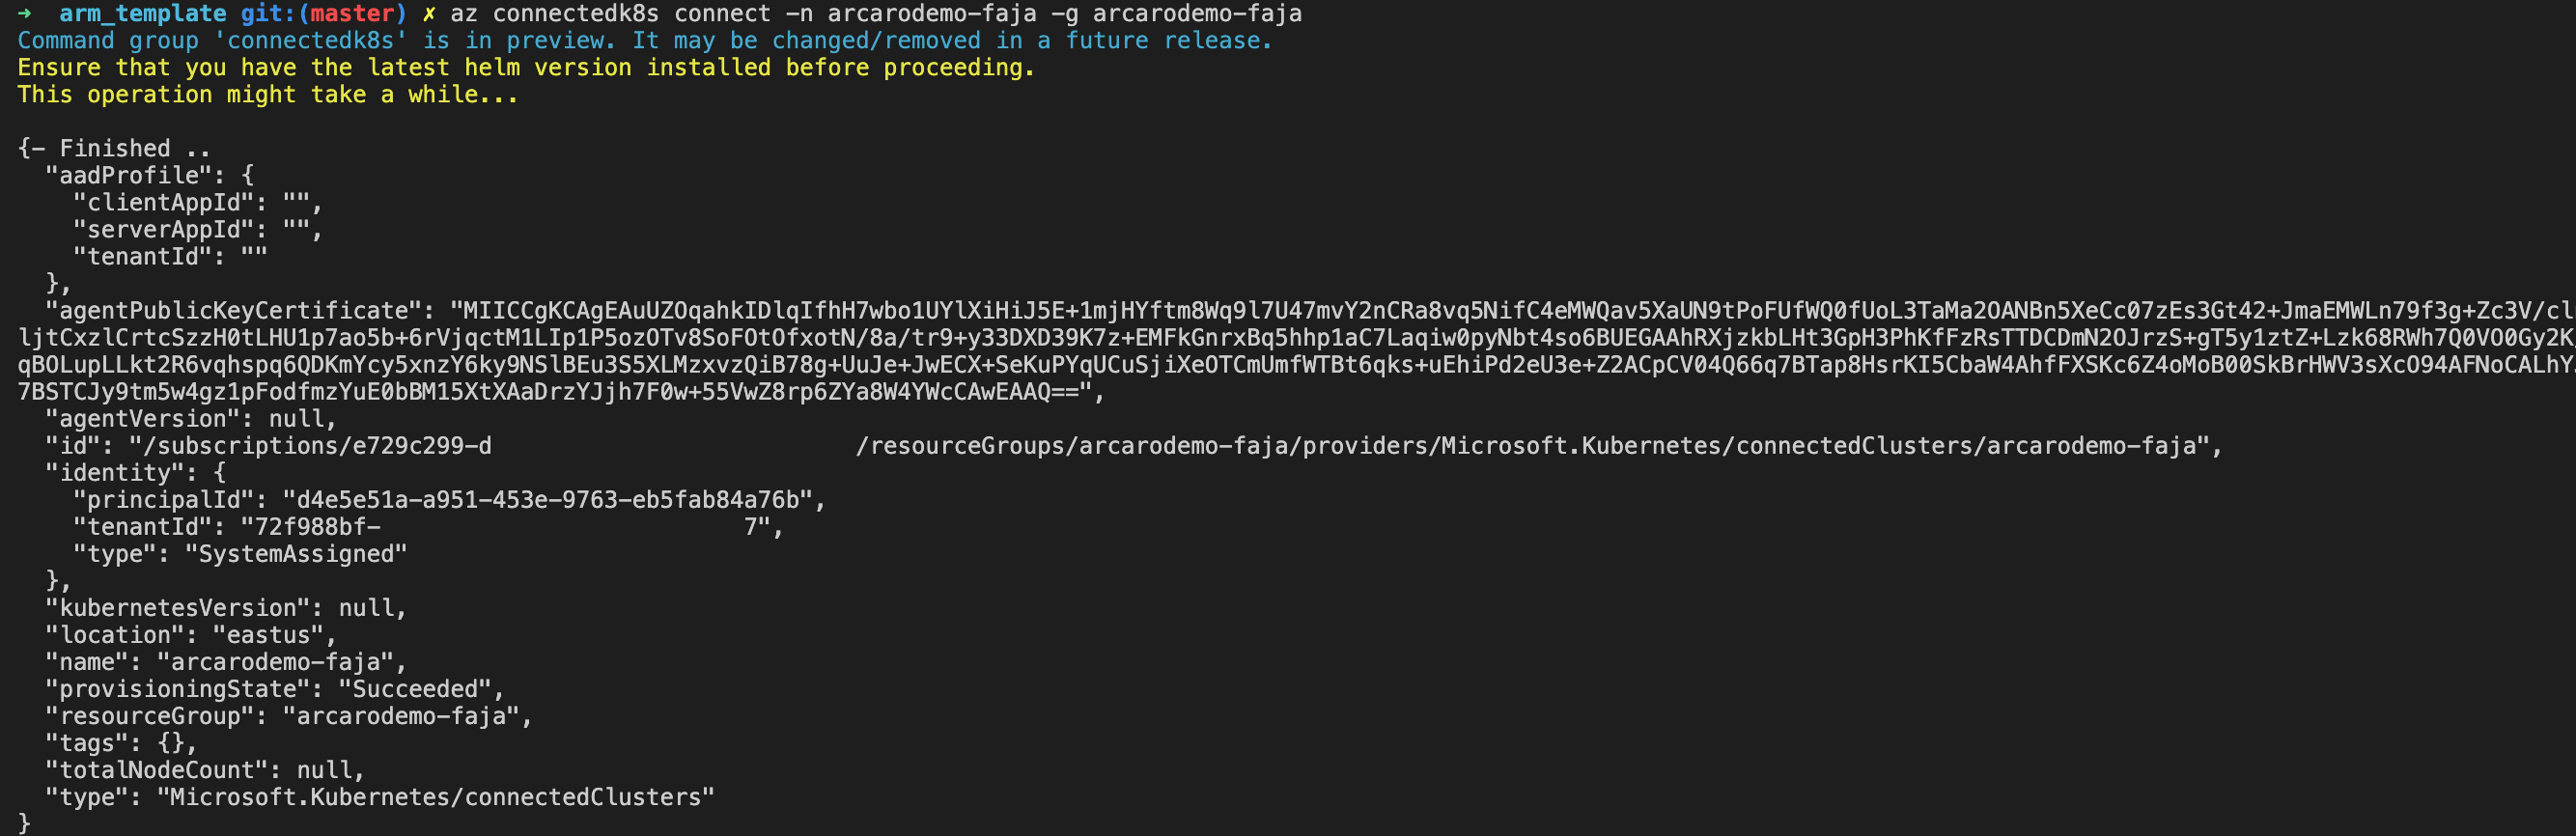 ➜  arm_template git:(master) ✗ az connectedk8s connect -n arcarodemo-faja -g arcarodemo-faja
Command group 'connectedk8s' is in preview. It may be changed/removed in a future release.
Ensure that you have the latest helm version installed before proceeding.
This operation might take a while...
{- Finished ..
  "aadProfile": {
    "clientAppId": "",
    "serverAppId": "",
    "tenantId": ""
  },
  "agentPublicKeyCertificate": "MIICCgKCAgEAuUZOqahkIDlqIfhH7wbo1UYlXiHiJ5E+1mjHYftm8Wq9l7U47mvY2nCRa8vq5NifC4eMWQav5XaUN9tPoFUfWQ0fUoL3TaMa2OANBn5XeCc07zEs3Gt42+JmaEMWLn79f3g+Zc3V/cl
ljtCxzlCrtcSzzH0tLHU1p7ao5b+6rVjqctM1LIp1P5ozOTv8SoFOtOfxotN/8a/tr9+y33DXD39K7z+EMFkGnrxBq5hhp1aC7Laqiw0pyNbt4so6BUEGAAhRXjzkbLHt3GpH3PhKfFzRsTTDCDmN2OJrzS+gT5y1ztZ+Lzk68RWh7Q0VO0Gy2K
qBOLupLLkt2R6vqhspq6QDKmYcy5xnzY6ky9NSlBEu3S5XLMzxvzQiB78g+UuJe+JwECX+SeKuPYqUCuSjiXeOTCmUmfWTBt6qks+uEhiPd2eU3e+Z2ACpCV04Q66q7BTap8HsrKI5CbaW4AhfFXSKc6Z4oMoB00SkBrHWV3sXcO94AFNoCALhY
7BSTCJy9tm5w4gz1pFodfmzYuE0bBM15XtXAaDrzYJjh7F0w+55VwZ8rp6ZYa8W4YWcCAwEAAQ==",
  "agentVersion": null,
  "id": "/subscriptions/e729c299-d                          /resourceGroups/arcarodemo-faja/providers/Microsoft.Kubernetes/connectedClusters/arcarodemo-faja",
  "identity": {
    "principalId": "d4e5e51a-a951-453e-9763-eb5fab84a76b",
    "tenantId": "72f988bf-                          7",
    "type": "SystemAssigned"
  },
  "kubernetesVersion": null,
  "location": "eastus",
  "name": "arcarodemo-faja",
  "provisioningState": "Succeeded",
  "resourceGroup": "arcarodemo-faja",
  "tags": {},
  "totalNodeCount": null,
  "type": "Microsoft.Kubernetes/connectedClusters"
}